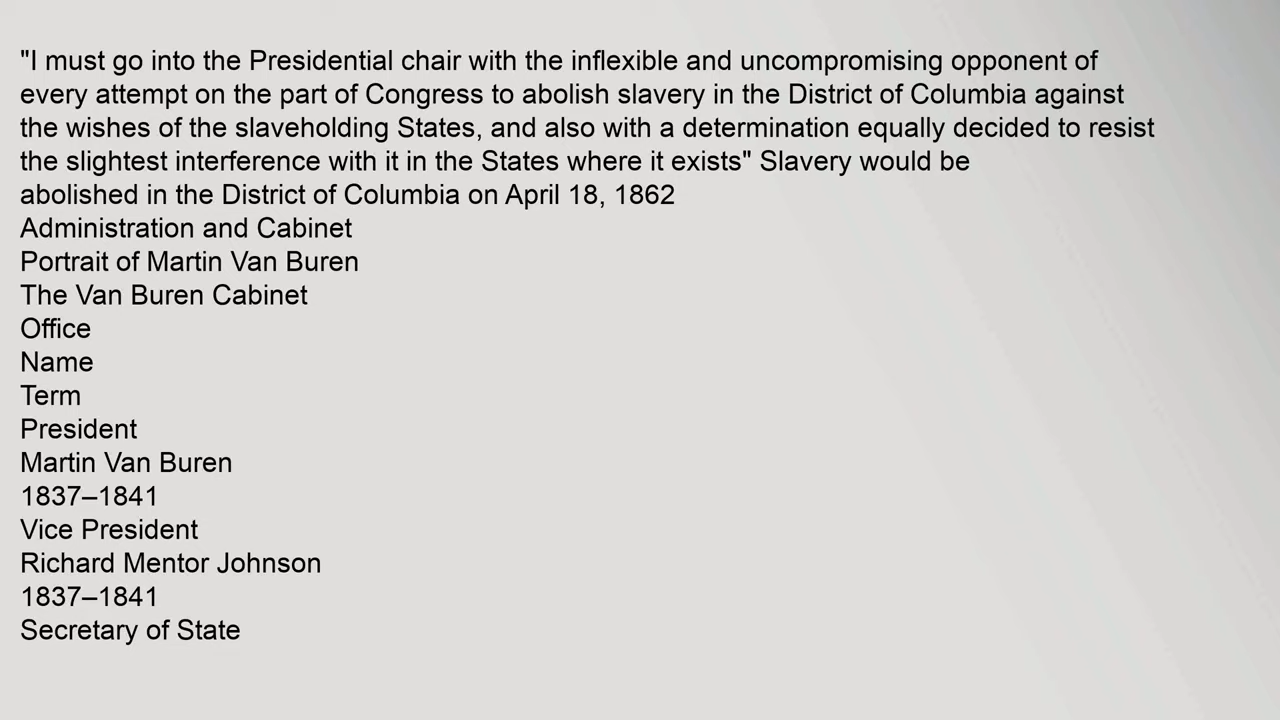 "I must go into the Presidential chair with the inflexible and uncompromising opponent of
every attempt on the part of Congress to abolish slavery in the District of Columbia against
the wishes of the slaveholding States, and also with a determination equally decided to resist
the slightest interference with it in the States where it exists" Slavery would be
abolished in the District of Columbia on April 18, 1862
Administration and Cabinet
Portrait of Martin Van Buren
The Van Buren Cabinet
Office
Name
Term
President
Martin Van Buren
1837–1841
Vice President
Richard Mentor Johnson
1837–1841
Secretary of State